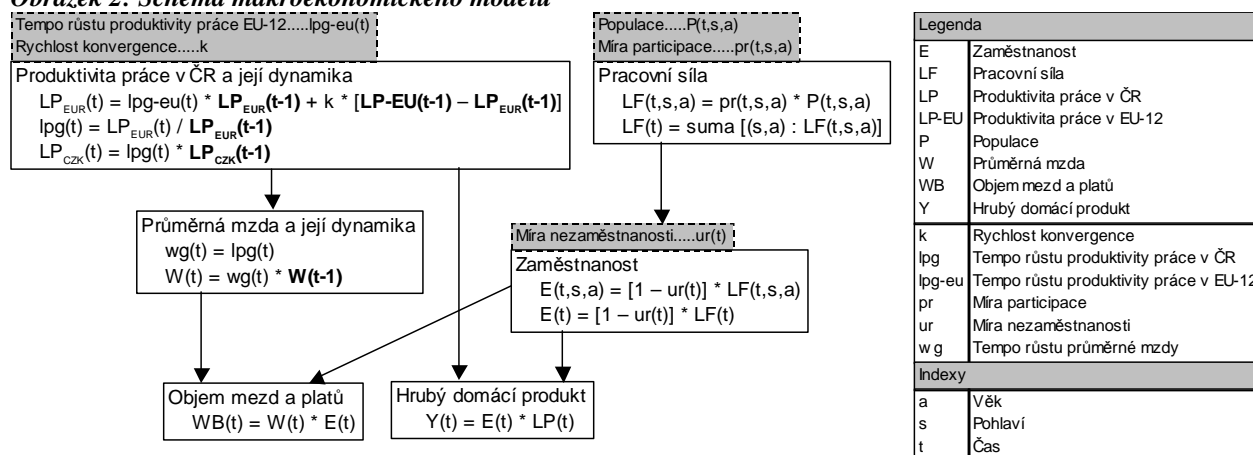 Obrázek 2: Schéma makroekonomického modelu
Tempo růstu produktivity práce EU-12.....lpg-eu(t)
Rychlost konvergence.....k
Produktivita práce v ČR a její dynamika
LP_EUR(t) = lpg-eu(t) * LP_EUR(t-1) + k * [LP-EU(t-1) – LP_EUR(t-1)]
lpg(t) = LP_EUR(t) / LP_EUR(t-1)
LP_CZK(t) = lpg(t) * LP_CZK(t-1)
Populace.....P(t,s,a)
Míra participace.....pr(t,s,a)
Pracovní síla
LF(t,s,a) = pr(t,s,a) * P(t,s,a)
LF(t) = suma [(s,a) : LF(t,s,a)]
Průměrná mzda a její dynamika
wg(t) = lpg(t)
W(t) = wg(t) * W(t-1)
Míra nezaměstnanosti.....ur(t)
Zaměstnanost
E(t,s,a) = [1 – ur(t)] * LF(t,s,a)
E(t) = [1 – ur(t)] * LF(t)
Objem mezd a platů
WB(t) = W(t) * E(t)
Hrubý domácí produkt
Y(t) = E(t) * LP(t)
Legenda
E Zaměstnanost
LF Pracovní síla
LP Produktivita práce v ČR
LP-EU Produktivita práce v EU-12
P Populace
W Průměrná mzda
WB Objem mezd a platů
Y Hrubý domácí produkt
k Rychlost konvergence
lpg Tempo růstu produktivity práce v ČR
lpg-eu Tempo růstu produktivity práce v EU-12
pr Míra participace
ur Míra nezaměstnanosti
wg Tempo růstu průměrné mzdy
Indexy
a Věk
s Pohlaví
t Čas